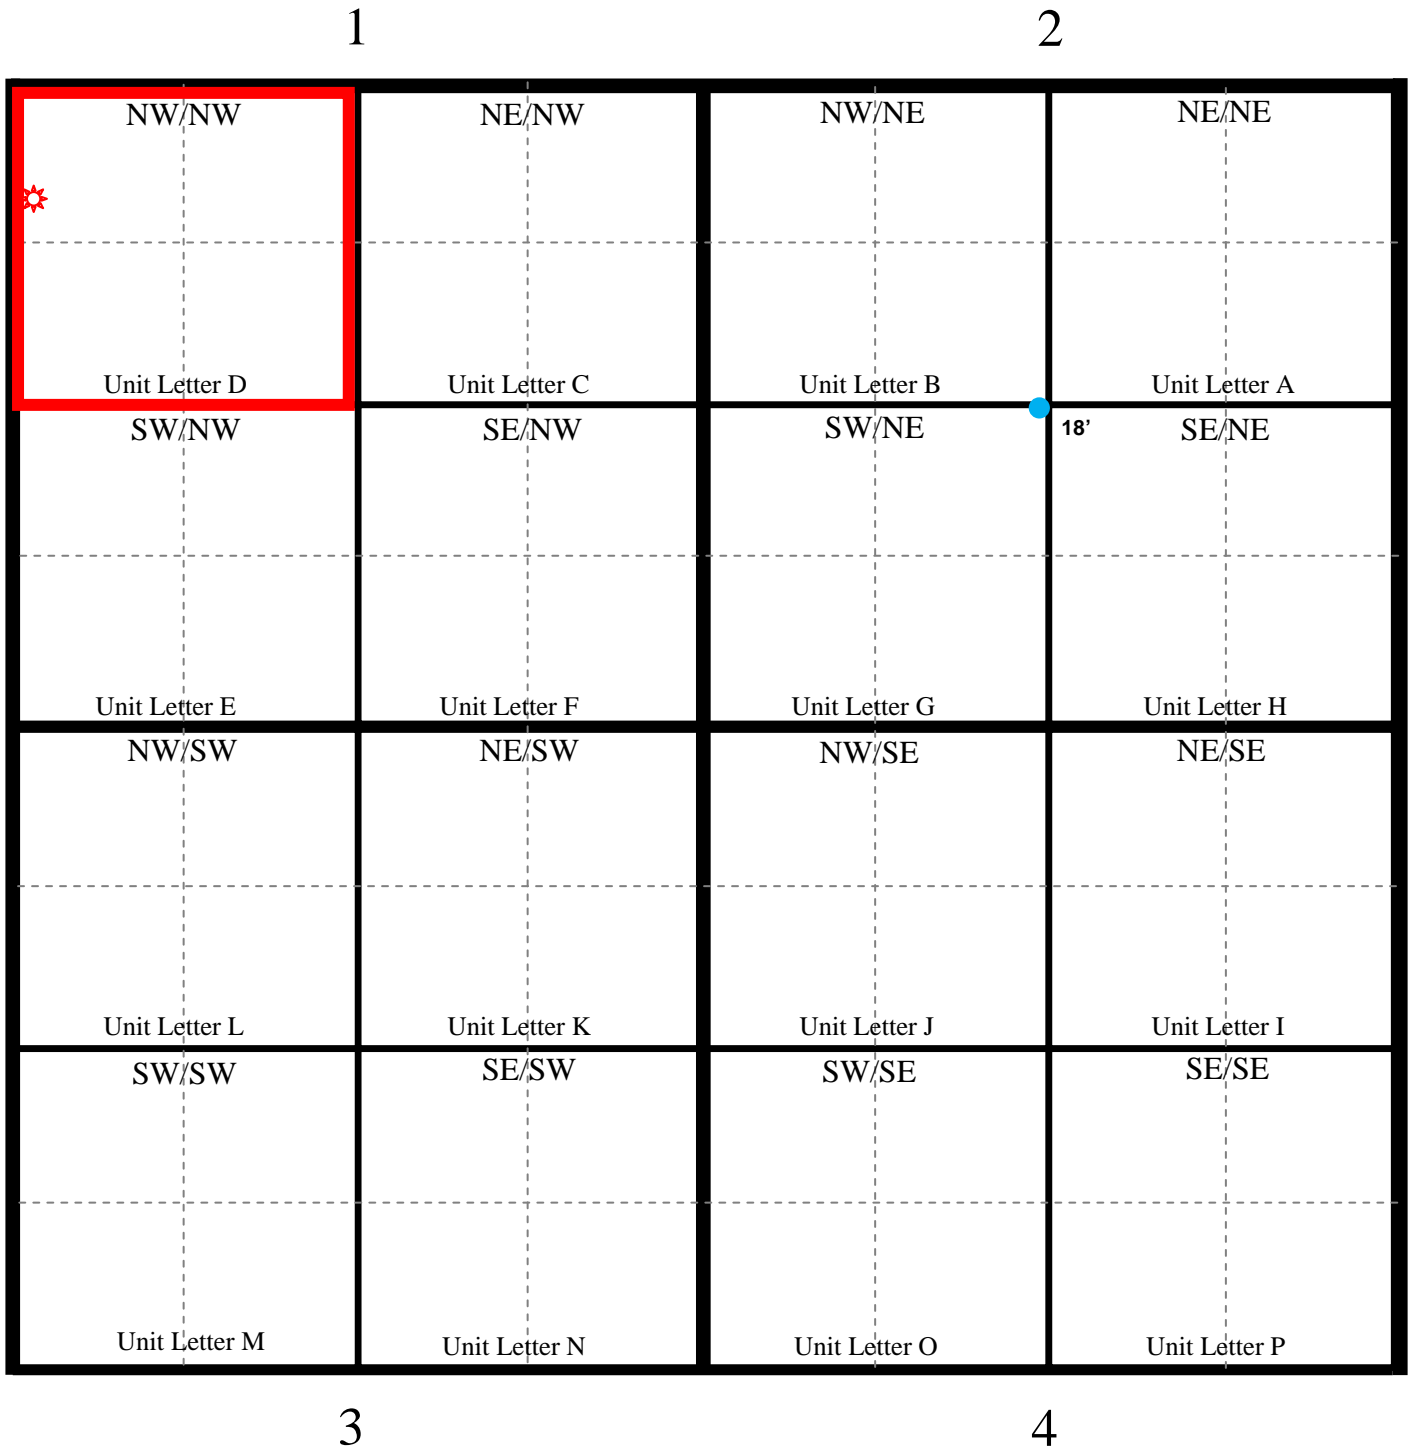 1
2
NW/NW
NE/NW
NW/NE
NE/NE
Unit Letter D
Unit Letter C
Unit Letter B
Unit Letter A
SW/NW
SE/NW
SW/NE
18’
SE/NE
Unit Letter E
Unit Letter F
Unit Letter G
Unit Letter H
NW/SW
NE/SW
NW/SE
NE/SE
Unit Letter L
Unit Letter K
Unit Letter J
Unit Letter I
SW/SW
SE/SW
SW/SE
SE/SE
Unit Letter M
Unit Letter N
Unit Letter O
Unit Letter P
3
4